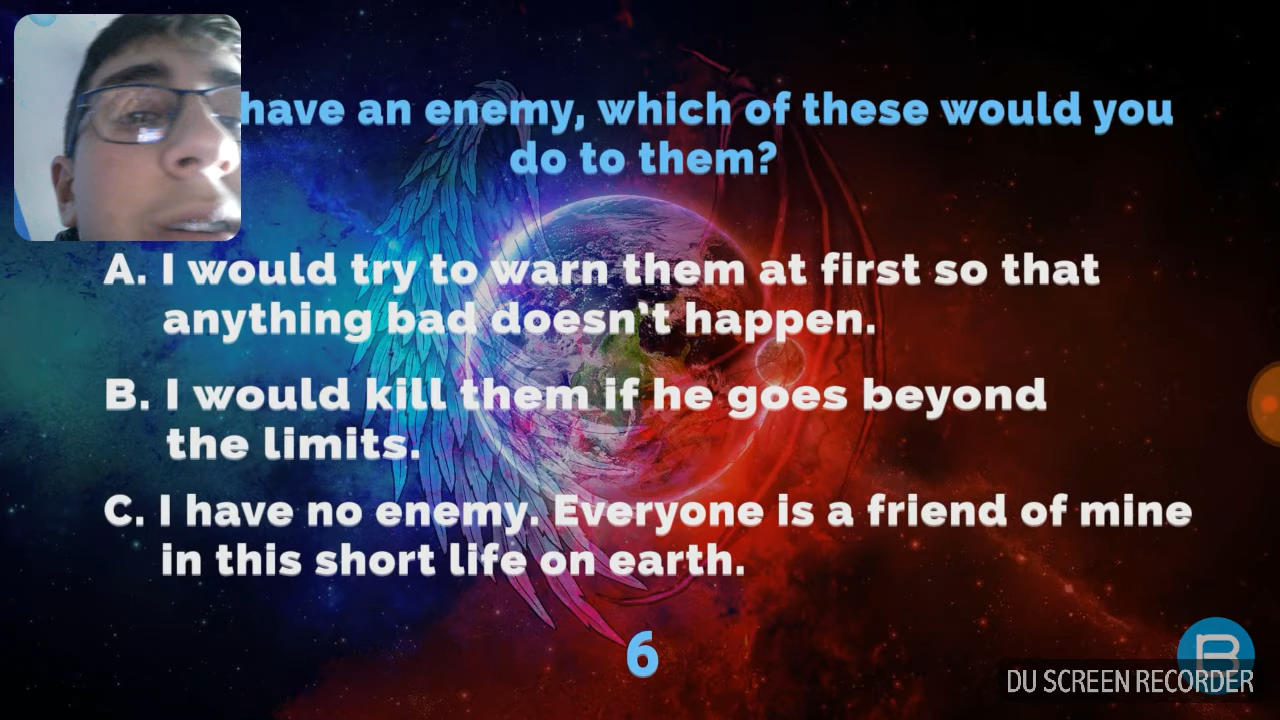 have an enemy, which of these would you
do to them?
A. I would try to warn them at first so that
anything bad doesn't happen.
B. I would kill them if he goes beyond
the limits.
C. I have no enemy. Everyone is a friend of mine
in this short life on earth.
6
B
DU SCREEN RECORDER